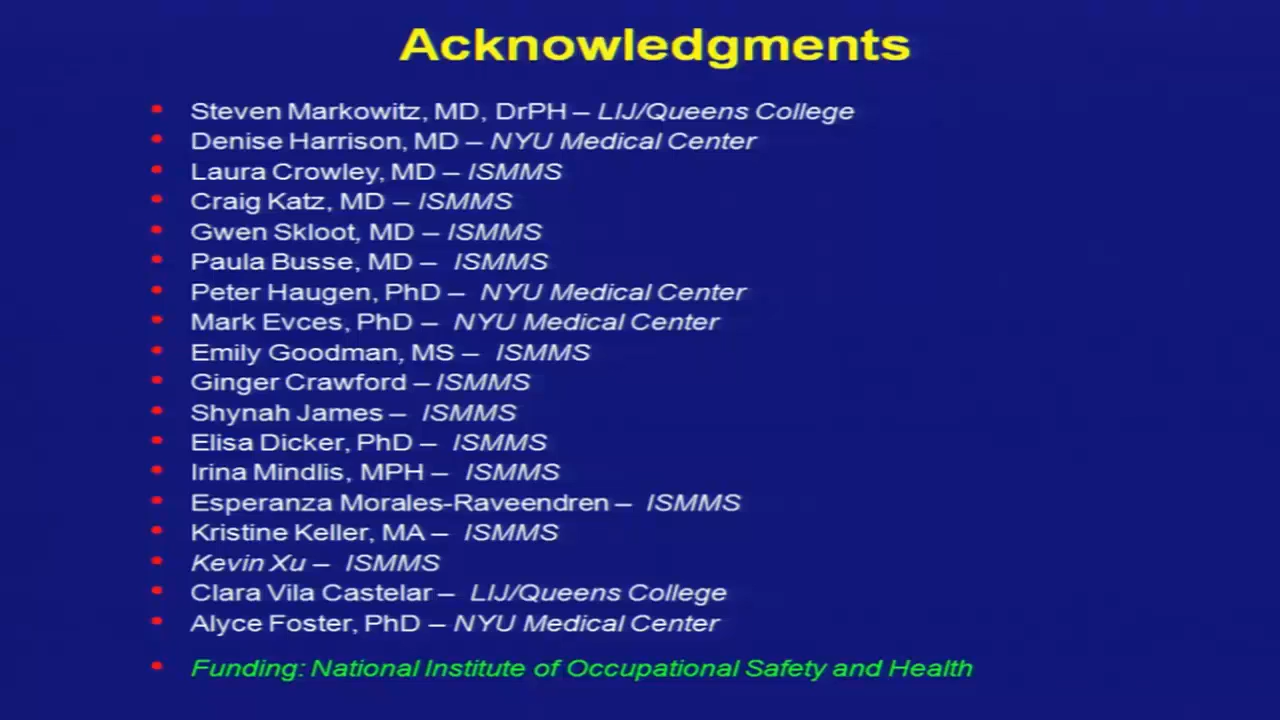 Acknowledgments
• Steven Markowitz, MD, DrPH – LIJ/Queens College
• Denise Harrison, MD – NYU Medical Center
• Laura Crowley, MD – ISMMS
• Craig Katz, MD – ISMMS
• Gwen Skloot, MD – ISMMS
• Paula Busse, MD – ISMMS
• Peter Haugen, PhD – NYU Medical Center
• Mark Evces, PhD – NYU Medical Center
• Emily Goodman, MS – ISMMS
• Ginger Crawford – ISMMS
• Shynah James – ISMMS
• Elisa Dicker, PhD – ISMMS
• Irina Mindlis, MPH – ISMMS
• Esperanza Morales-Raveendren – ISMMS
• Kristine Keller, MA – ISMMS
• Kevin Xu – ISMMS
• Clara Vila Castelar – LIJ/Queens College
• Alyce Foster, PhD – NYU Medical Center
• Funding: National Institute of Occupational Safety and Health